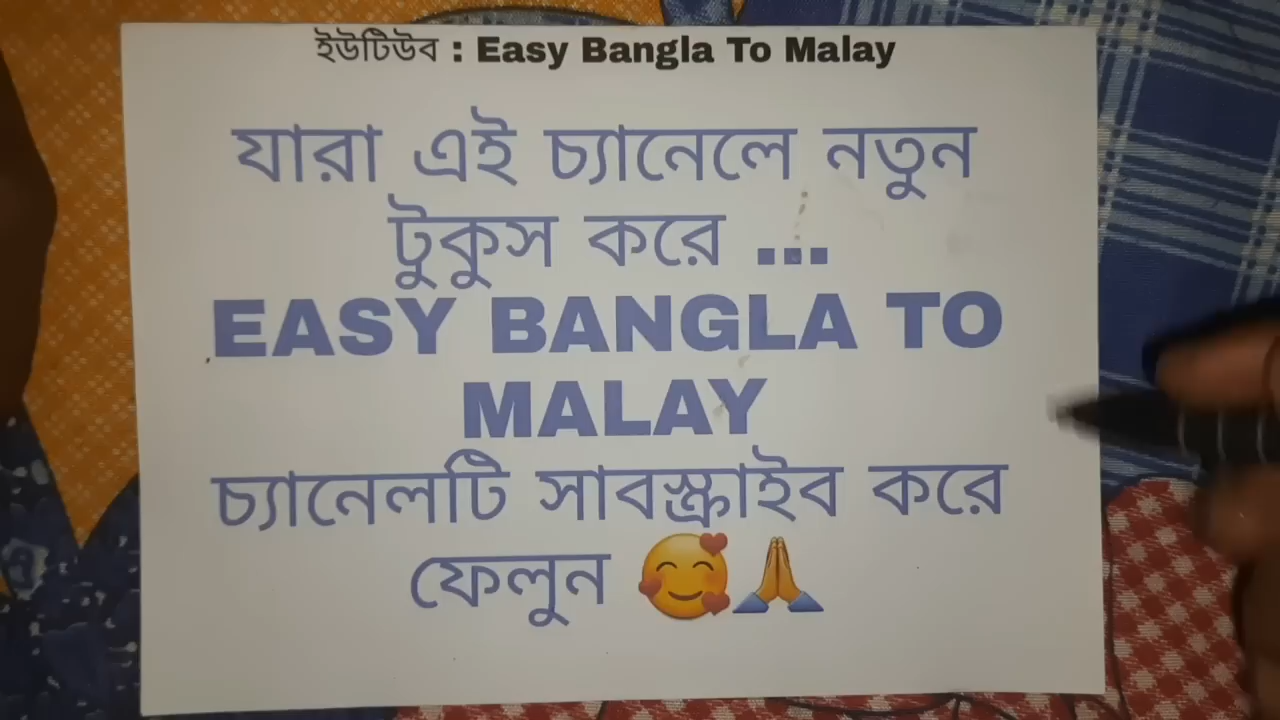 ইউটিউব : Easy Bangla To Malay
যারা এই চ্যানেলে নতুন
টুকুস করে ...
EASY BANGLA TO
MALAY
চ্যানেলটি সাবস্ক্রাইব করে
ফেলুন 🥰🙏